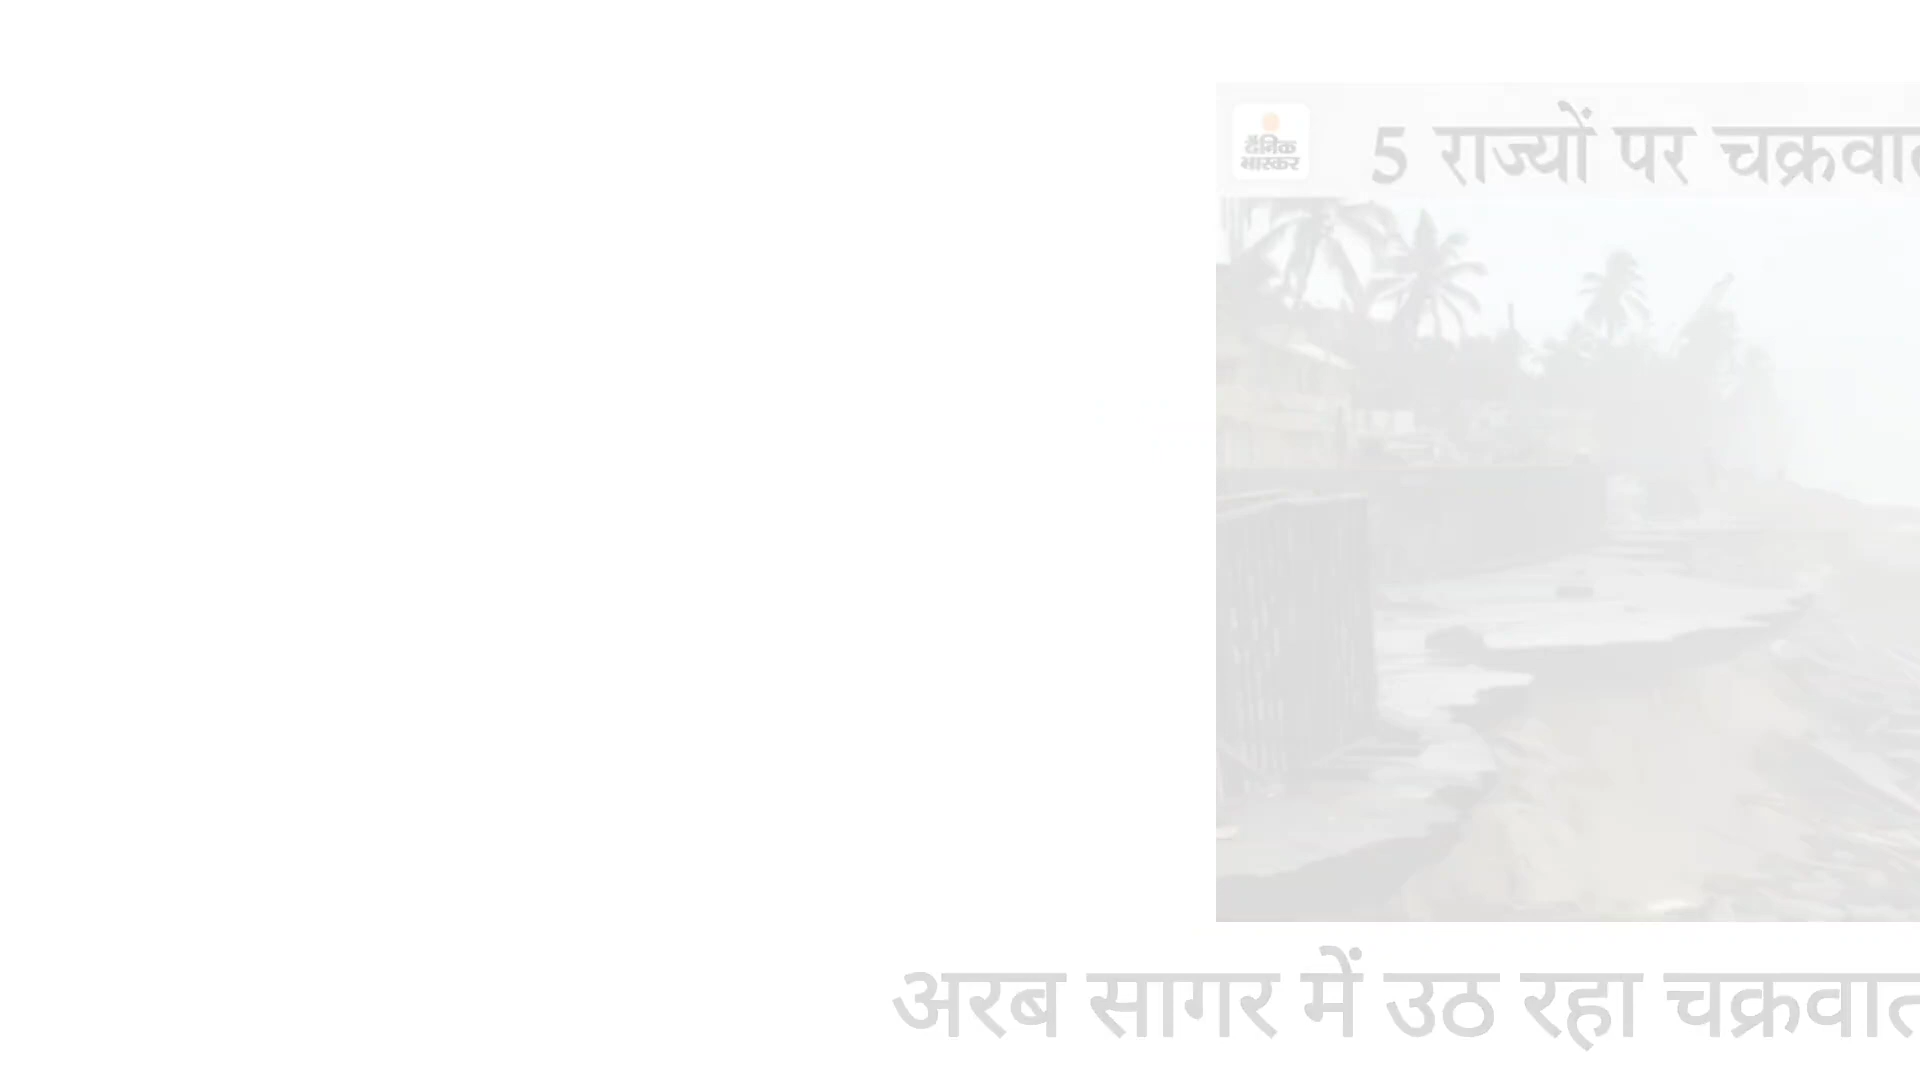 दैनिक
भास्कर
5 राज्यों पर चक्रवात
अरब सागर में उठ रहा चक्रवात